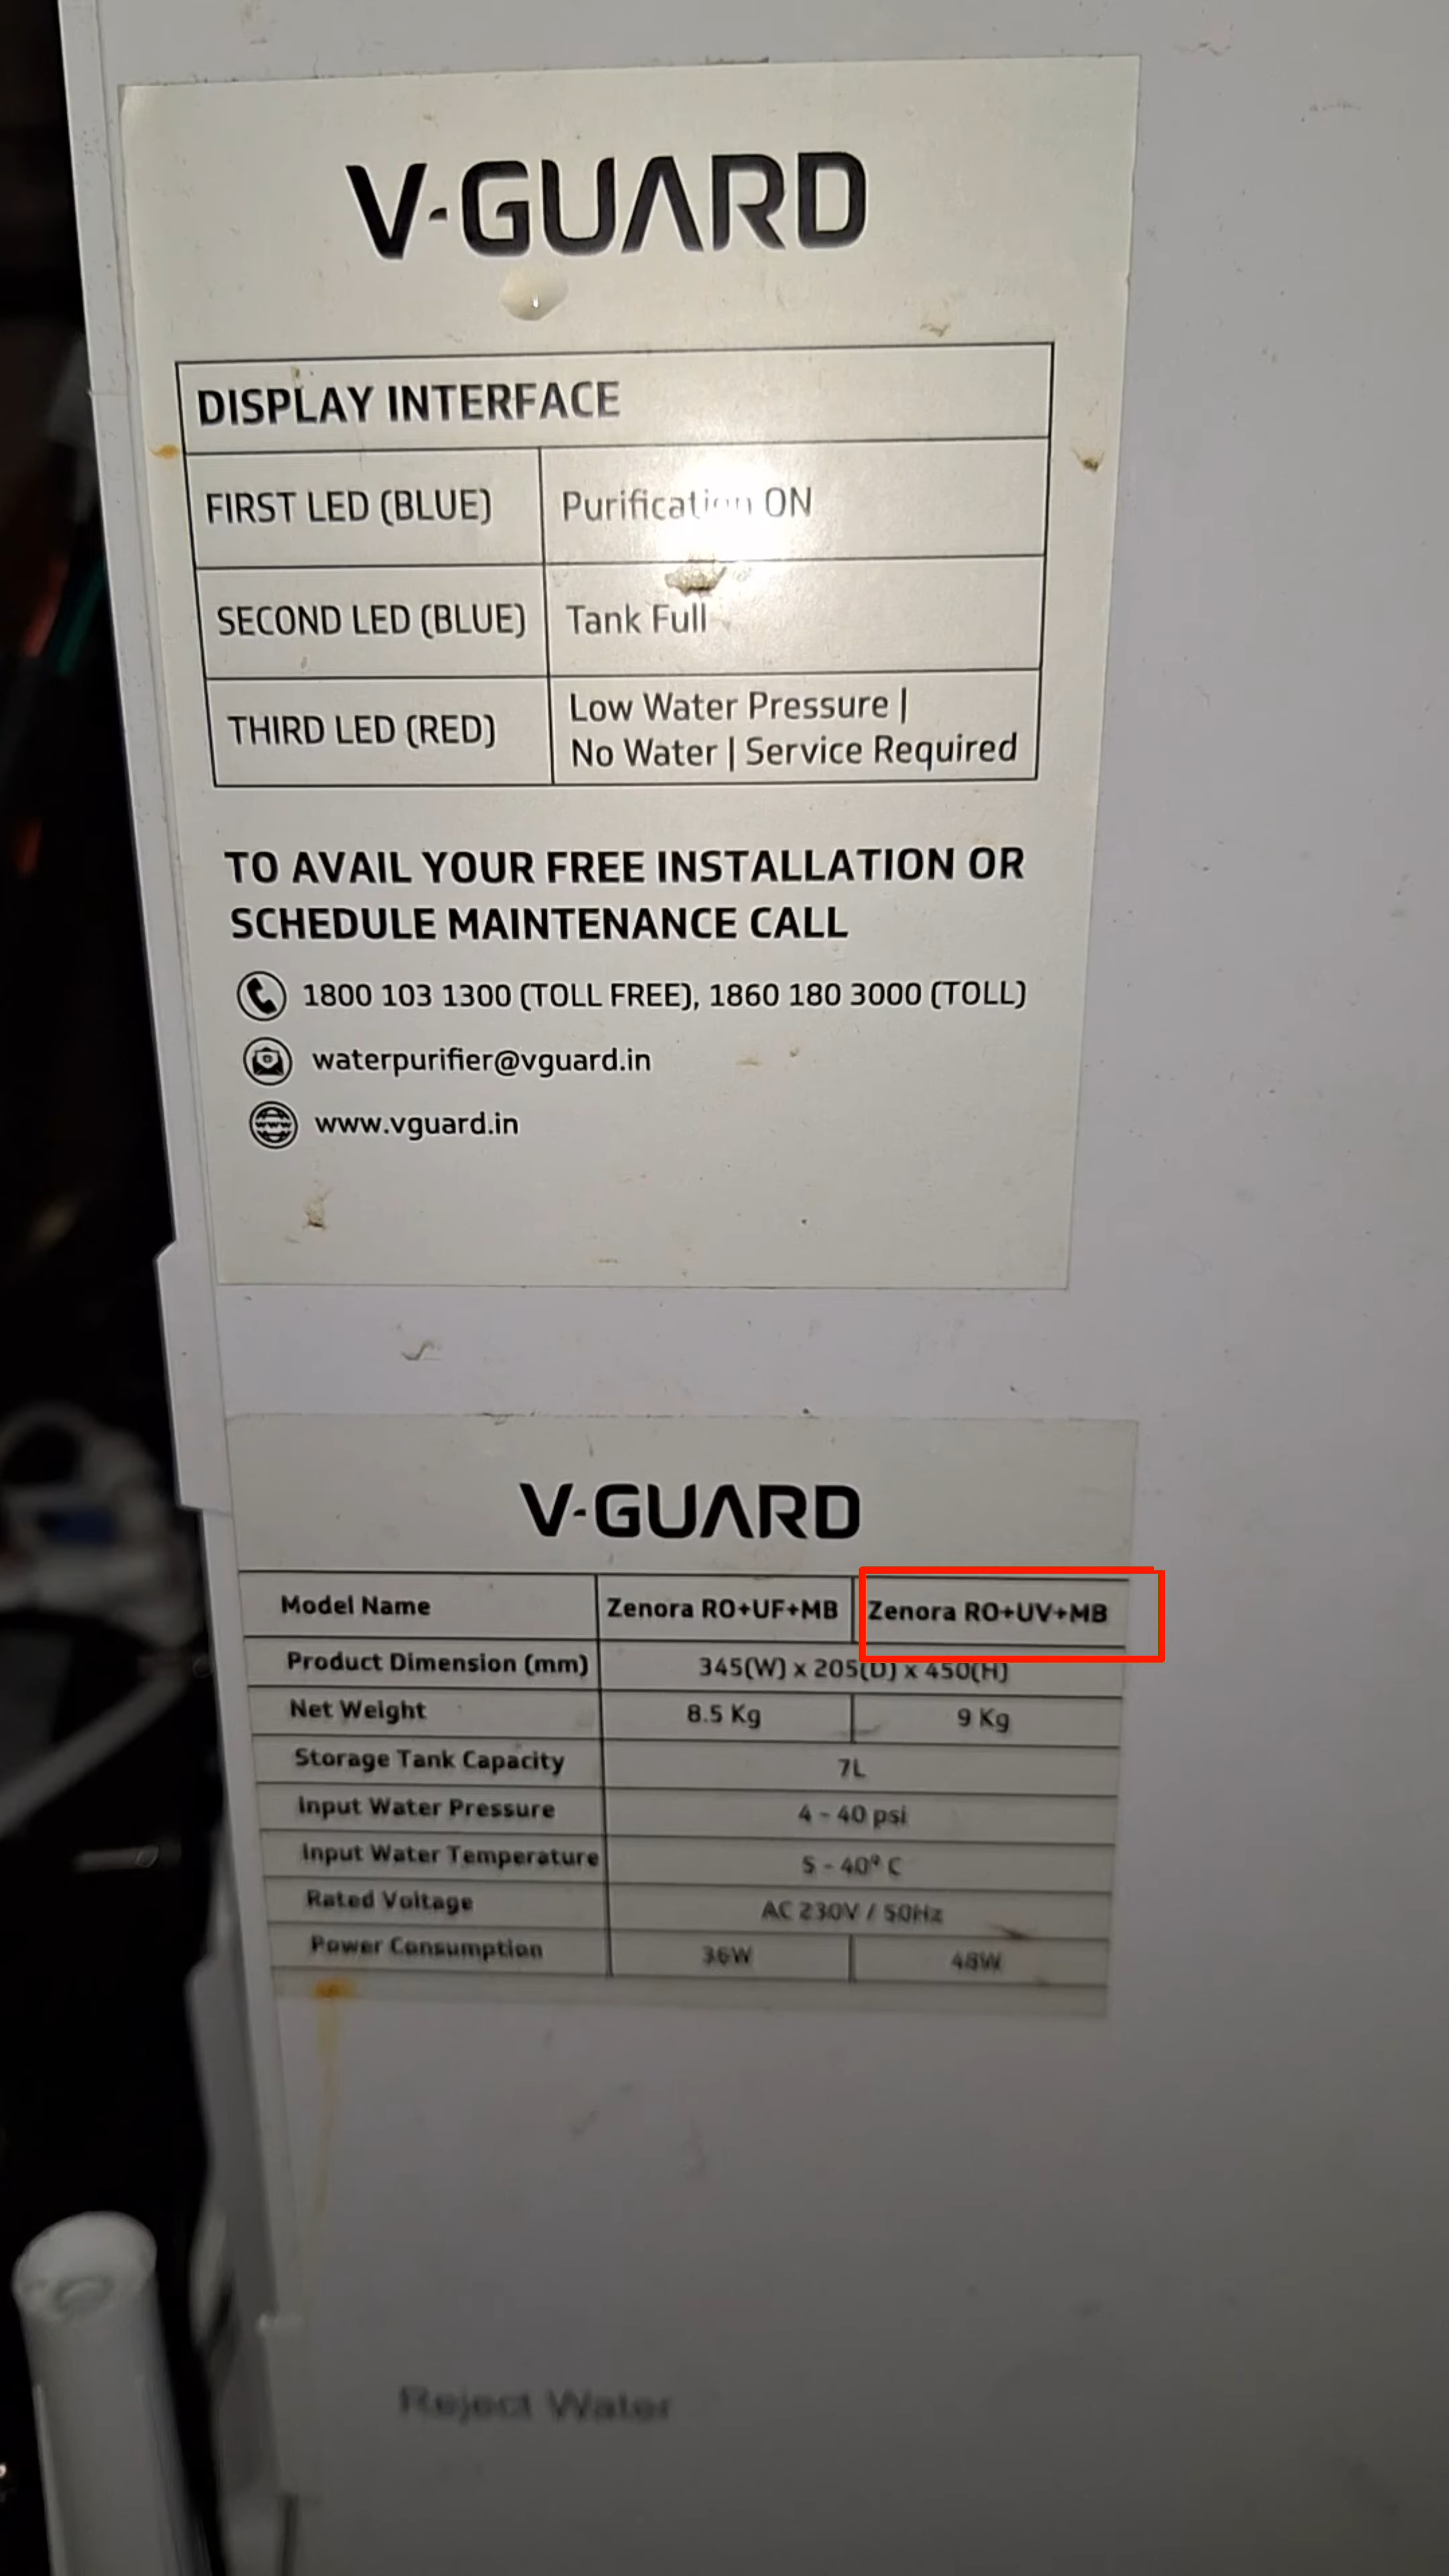 V-GUARD
DISPLAY INTERFACE
FIRST LED (BLUE) Purification ON
SECOND LED (BLUE) Tank Full
THIRD LED (RED) Low Water Pressure |
No Water | Service Required
TO AVAIL YOUR FREE INSTALLATION OR
SCHEDULE MAINTENANCE CALL
1800 103 1300 (TOLL FREE), 1860 180 3000 (TOLL)
waterpurifier@vguard.in
www.vguard.in
V-GUARD
Model Name Zenora RO+UF+MB Zenora RO+UV+MB
Product Dimension (mm) 345(W) x 205(D) x 450(H)
Net Weight 8.5 Kg 9 Kg
Storage Tank Capacity 7L
Input Water Pressure 4 - 40 psi
Input Water Temperature 5 - 40° C
Rated Voltage AC 230V / 50Hz
Power Consumption 36W 48W
Reject Water